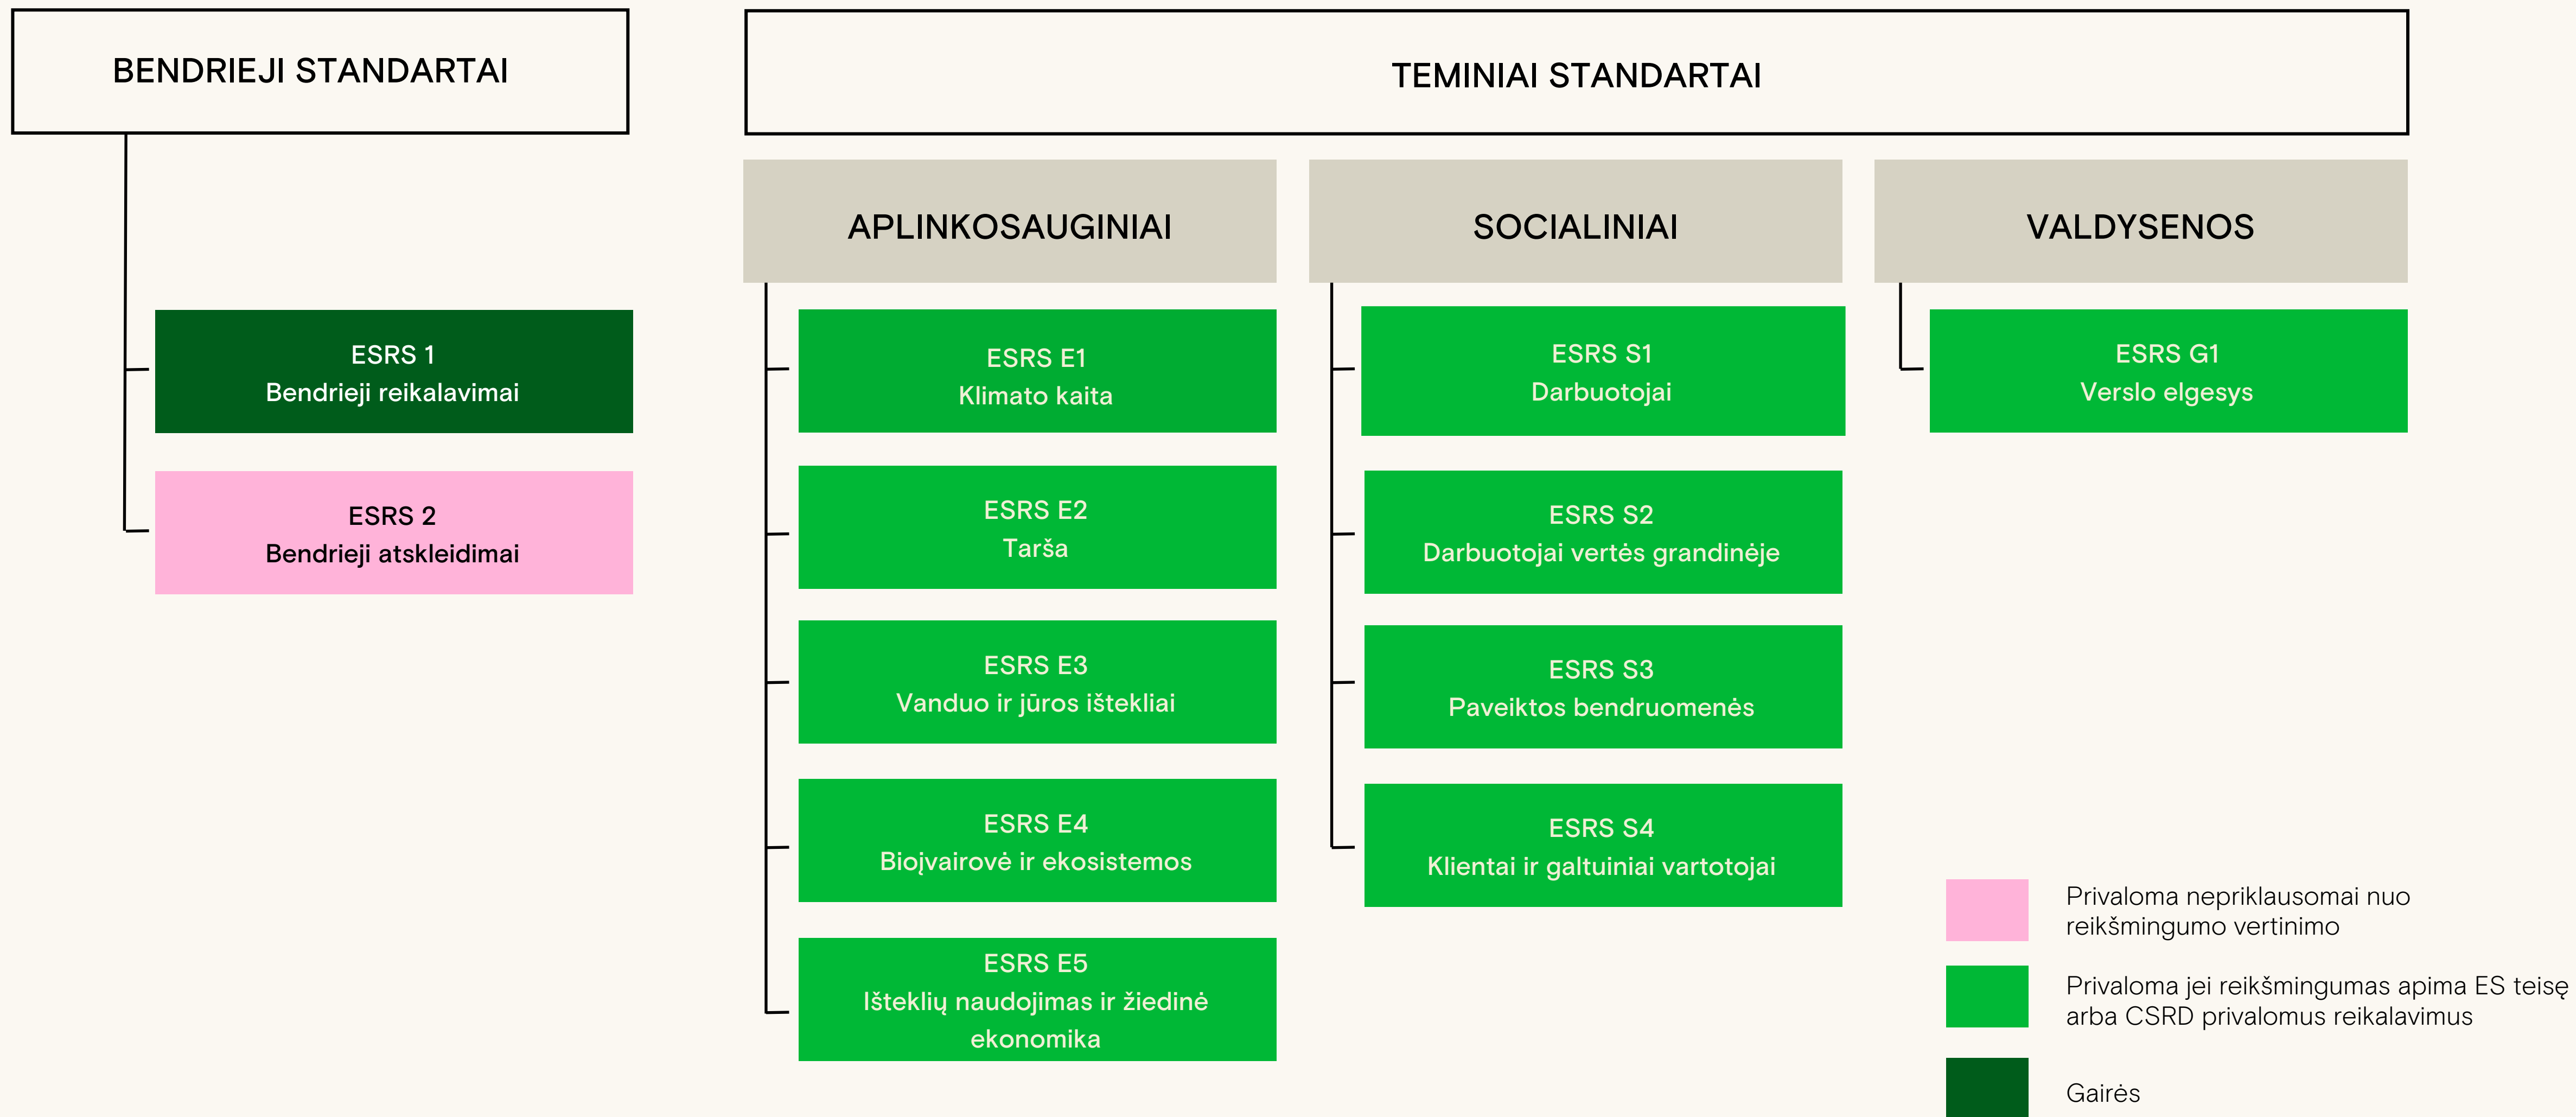 BENDRIEJI STANDARTAI
ESRS 1
Bendrieji reikalavimai
ESRS 2
Bendrieji atskleidimai
TEMINIAI STANDARTAI
APLINKOSAUGINIAI
ESRS E1
Klimato kaita
ESRS E2
Tarša
ESRS E3
Vanduo ir jūros ištekliai
ESRS E4
Bioįvairovė ir ekosistemos
ESRS E5
Išteklių naudojimas ir žiedinė
ekonomika
SOCIALINIAI
ESRS S1
Darbuotojai
ESRS S2
Darbuotojai vertės grandinėje
ESRS S3
Paveiktos bendruomenės
ESRS S4
Klientai ir galtuiniai vartotojai
VALDYSENOS
ESRS G1
Verslo elgesys
Privaloma nepriklausomai nuo
reikšmingumo vertinimo
Privaloma jei reikšmingumas apima ES teisę
arba CSRD privalomus reikalavimus
Gairės